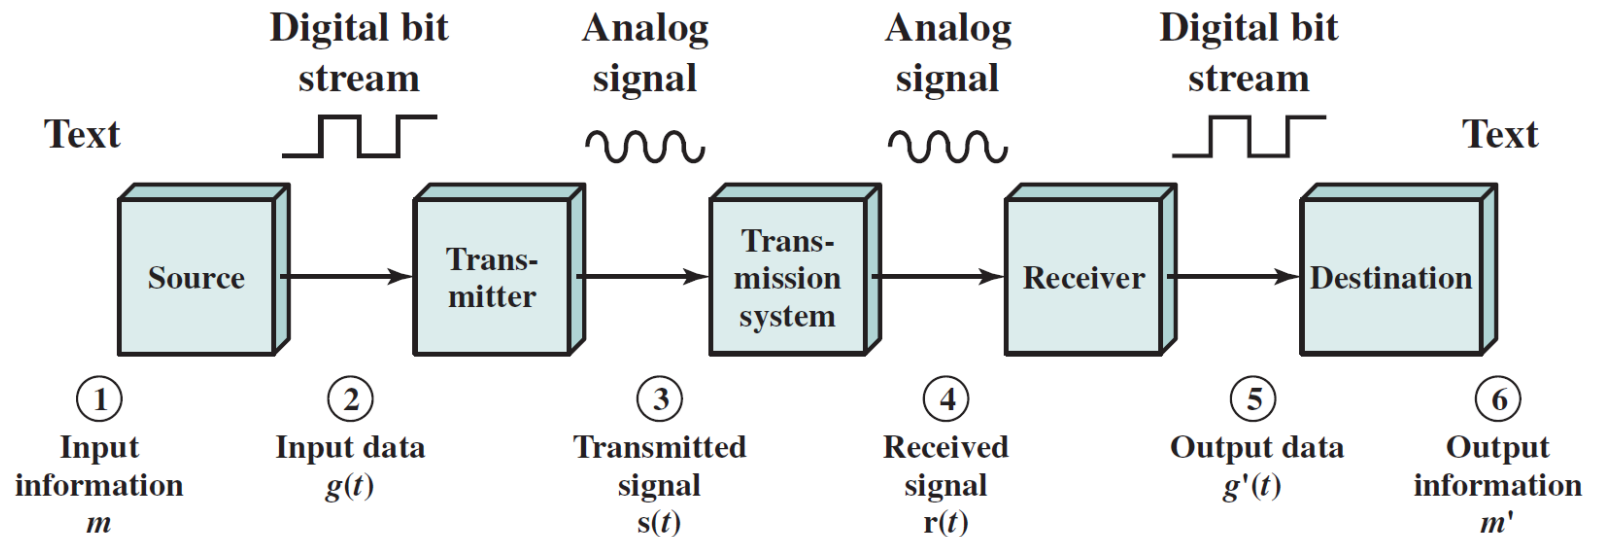 Digital bit
stream
Analog
signal
Analog
signal
Digital bit
stream
Text
Text
Source
Trans-
mitter
Trans-
mission
system
Receiver
Destination
1
Input
information
m
2
Input data
g(t)
3
Transmitted
signal
s(t)
4
Received
signal
r(t)
5
Output data
g'(t)
6
Output
information
m'